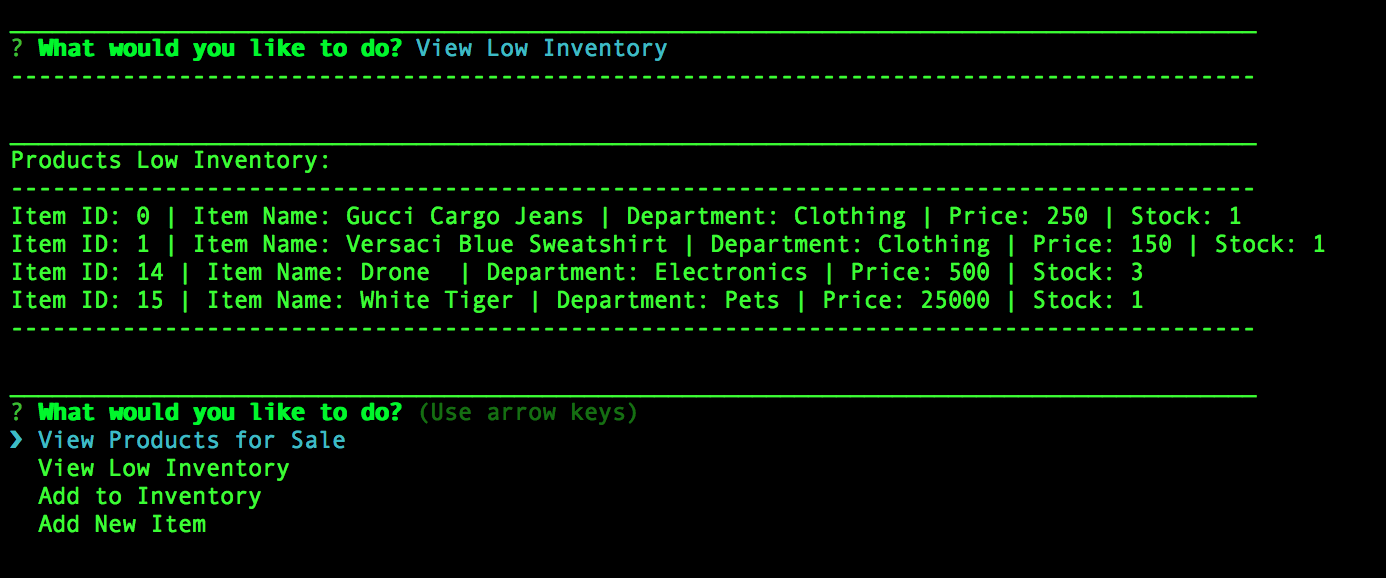 ? What would you like to do? View Low Inventory
-----------------------------------------------------------------------------------------
Products Low Inventory:
-----------------------------------------------------------------------------------------
Item ID: 0 | Item Name: Gucci Cargo Jeans | Department: Clothing | Price: 250 | Stock: 1
Item ID: 1 | Item Name: Versaci Blue Sweatshirt | Department: Clothing | Price: 150 | Stock: 1
Item ID: 14 | Item Name: Drone  | Department: Electronics | Price: 500 | Stock: 3
Item ID: 15 | Item Name: White Tiger | Department: Pets | Price: 25000 | Stock: 1
-----------------------------------------------------------------------------------------
? What would you like to do? (Use arrow keys)
❯ View Products for Sale
  View Low Inventory
  Add to Inventory
  Add New Item